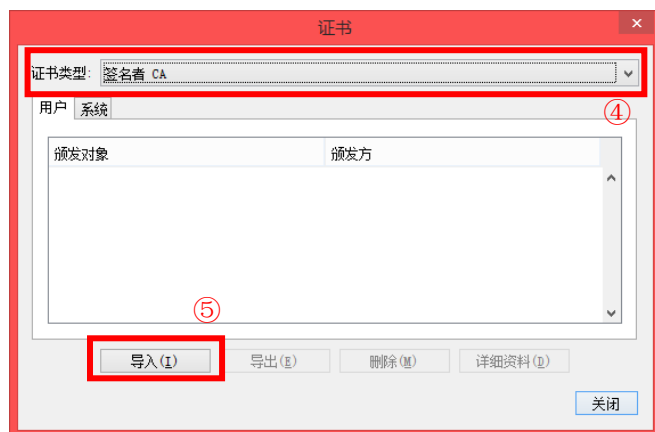 证书
证书类型: 签名者 CA
④
用户 系统
颁发对象 颁发方
⑤
导入(I) 导出(E) 删除(M) 详细资料(D)
关闭